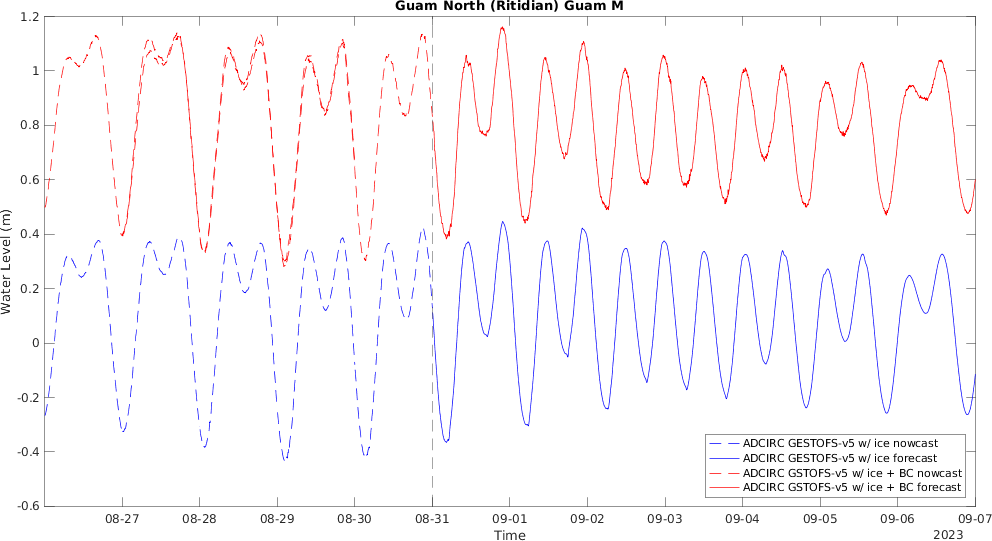 Guam North (Ritidian) Guam M
1.2
1
0.8
0.6
0.4
0.2
0
-0.2
-0.4
-0.6
Water Level (m)
08-27 08-28 08-29 08-30 08-31 09-01 09-02 09-03 09-04 09-05 09-06 09-07
Time
2023
ADCIRC GESTOFS-v5 w/ ice nowcast
ADCIRC GESTOFS-v5 w/ ice forecast
ADCIRC GSTOFS-v5 w/ ice + BC nowcast
ADCIRC GSTOFS-v5 w/ ice + BC forecast